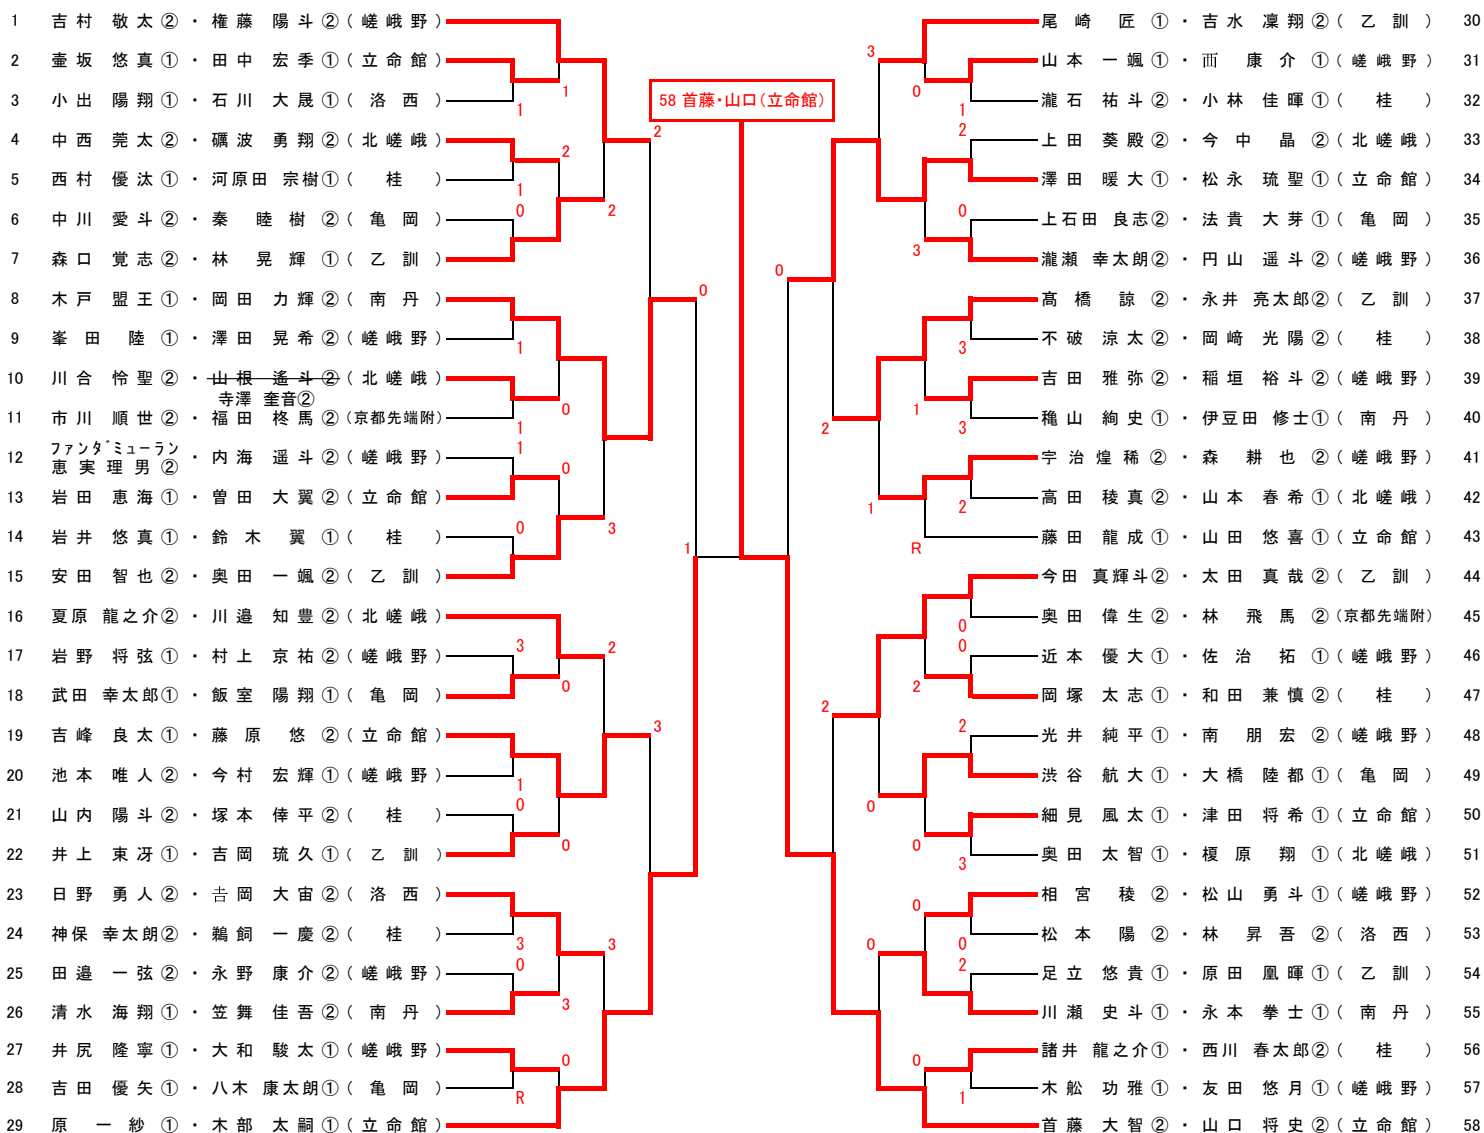 58 首藤・山口(立命館)
1 吉村 敬太② ・ 権藤 陽斗②(嵯峨野)
2 壷坂 悠真① ・ 田中 宏季①(立命館)
3 小出 陽翔① ・ 石川 大晟①(洛西)
4 中西 莞太② ・ 礪波 勇翔②(北嵯峨)
5 西村 優汰① ・ 河原田 宗樹①(桂)
6 中川 愛斗② ・ 秦 睦樹②(亀岡)
7 森口 覚志② ・ 林 晃輝①(乙訓)
8 木戸 盟王① ・ 岡田 力輝②(南丹)
9 峯田 陸① ・ 澤田 晃希②(嵯峨野)
10 川合 怜聖② ・ 山根 遙斗②(北嵯峨)
寺澤 奎音②
11 市川 順世② ・ 福田 柊馬②(京都先端附)
ファンダミューラン
12 恵実 理男② ・ 内海 遥斗②(嵯峨野)
13 岩田 恵海① ・ 曽田 大翼②(立命館)
14 岩井 悠真① ・ 鈴木 翼①(桂)
15 安田 智也② ・ 奥田 一颯②(乙訓)
16 夏原 龍之介② ・ 川邉 知豊②(北嵯峨)
17 岩野 将弦① ・ 村上 京祐②(嵯峨野)
18 武田 幸太郎① ・ 飯室 陽翔①(亀岡)
19 吉峰 良太① ・ 藤原 悠②(立命館)
20 池本 唯人② ・ 今村 宏輝①(嵯峨野)
21 山内 陽斗② ・ 塚本 倖平②(桂)
22 井上 東冴① ・ 吉岡 琉久①(乙訓)
23 日野 勇人② ・ 𠮷岡 大宙②(洛西)
24 神保 幸太朗② ・ 鵜飼 一慶②(桂)
25 田邉 一弦② ・ 永野 康介②(嵯峨野)
26 清水 海翔① ・ 笠舞 佳吾②(南丹)
27 井尻 隆寧① ・ 大和 駿太①(嵯峨野)
28 吉田 優矢① ・ 八木 康太朗①(亀岡)
29 原 一紗① ・ 木部 太嗣①(立命館)
尾崎 匠① ・ 吉水 凜翔②(乙訓) 30
山本 一颯① ・ 而 康介①(嵯峨野) 31
瀧石 祐斗② ・ 小林 佳暉①(桂) 32
上田 葵殿② ・ 今中 晶②(北嵯峨) 33
澤田 暖大① ・ 松永 琉聖①(立命館) 34
上石田 良志② ・ 法貴 大芽①(亀岡) 35
瀧瀬 幸太朗② ・ 円山 遥斗②(嵯峨野) 36
髙橋 諒② ・ 永井 亮太郎②(乙訓) 37
不破 涼太② ・ 岡﨑 光陽②(桂) 38
吉田 雅弥② ・ 稲垣 裕斗②(嵯峨野) 39
穐山 絢史① ・ 伊豆田 修士①(南丹) 40
宇治 煌稀② ・ 森 耕也②(嵯峨野) 41
高田 稜真② ・ 山本 春希①(北嵯峨) 42
藤田 龍成① ・ 山田 悠喜①(立命館) 43
今田 真輝斗② ・ 太田 真哉②(乙訓) 44
奥田 偉生② ・ 林 飛馬②(京都先端附) 45
近本 優大① ・ 佐治 拓①(嵯峨野) 46
岡塚 太志① ・ 和田 兼慎②(桂) 47
光井 純平① ・ 南 朋宏②(嵯峨野) 48
渋谷 航大① ・ 大橋 陸都①(亀岡) 49
細見 風太① ・ 津田 将希①(立命館) 50
奥田 太智① ・ 榎原 翔①(北嵯峨) 51
相宮 稜② ・ 松山 勇斗①(嵯峨野) 52
松本 陽② ・ 林 昇吾②(洛西) 53
足立 悠貴① ・ 原田 凰暉①(乙訓) 54
川瀬 史斗① ・ 永本 拳士①(南丹) 55
諸井 龍之介① ・ 西川 春太郎②(桂) 56
木舩 功雅① ・ 友田 悠月①(嵯峨野) 57
首藤 大智② ・ 山口 将史②(立命館) 58